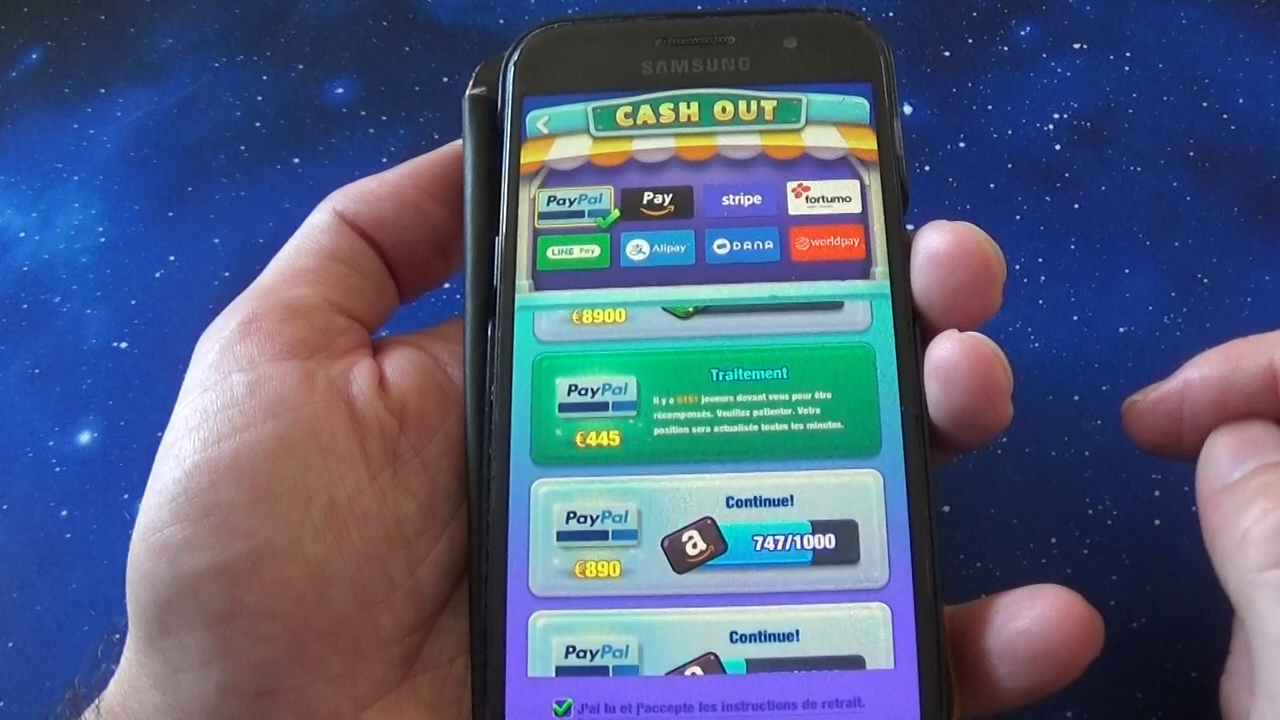 SAMSUNG
CASH OUT
PayPal
Pay
stripe
fortumo
LINE Pay
Alipay
DANA
worldpay
€8900
Traitement
PayPal
Il y a joueurs devant vous pour être
récompensés. Veuillez patienter. Votre
position sera actualisée toutes les minutes.
€445
Continue!
PayPal
a
747/1000
€890
Continue!
PayPal
J'ai lu et j'accepte les instructions de retrait.